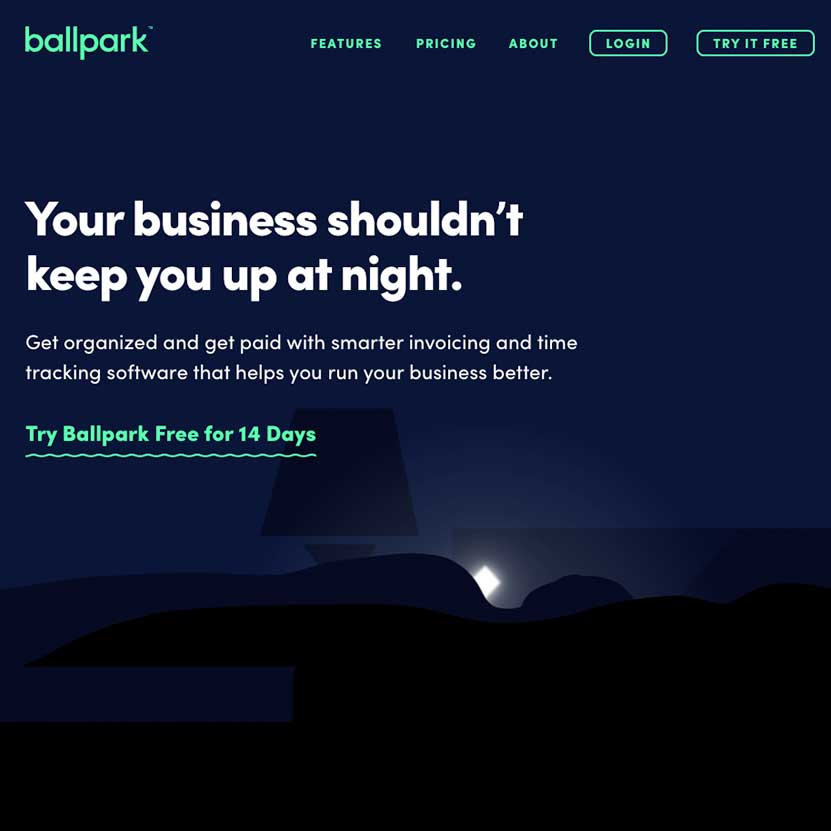 ballpark™
FEATURES PRICING ABOUT LOGIN TRY IT FREE
Your business shouldn’t
keep you up at night.
Get organized and get paid with smarter invoicing and time
tracking software that helps you run your business better.
Try Ballpark Free for 14 Days